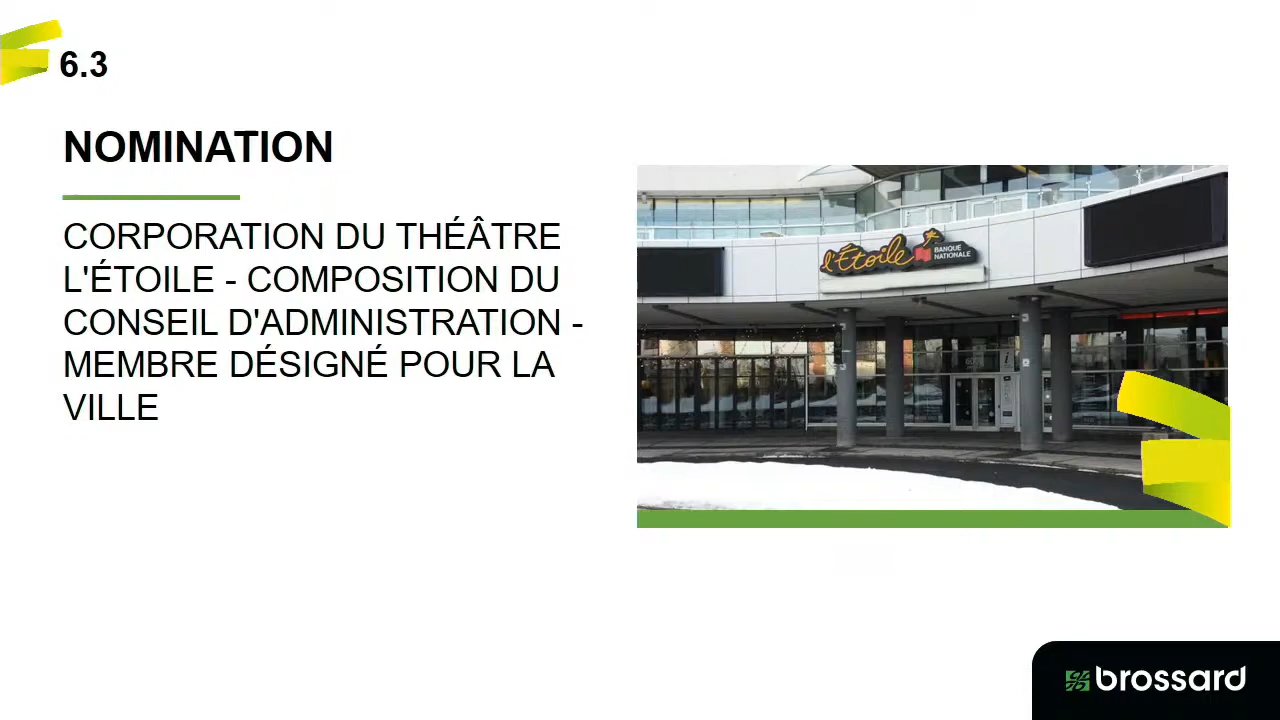 6.3
NOMINATION
CORPORATION DU THÉÂTRE
L'ÉTOILE - COMPOSITION DU
CONSEIL D'ADMINISTRATION -
MEMBRE DÉSIGNÉ POUR LA
VILLE
l'Étoile
BANQUE
NATIONALE
i
brossard